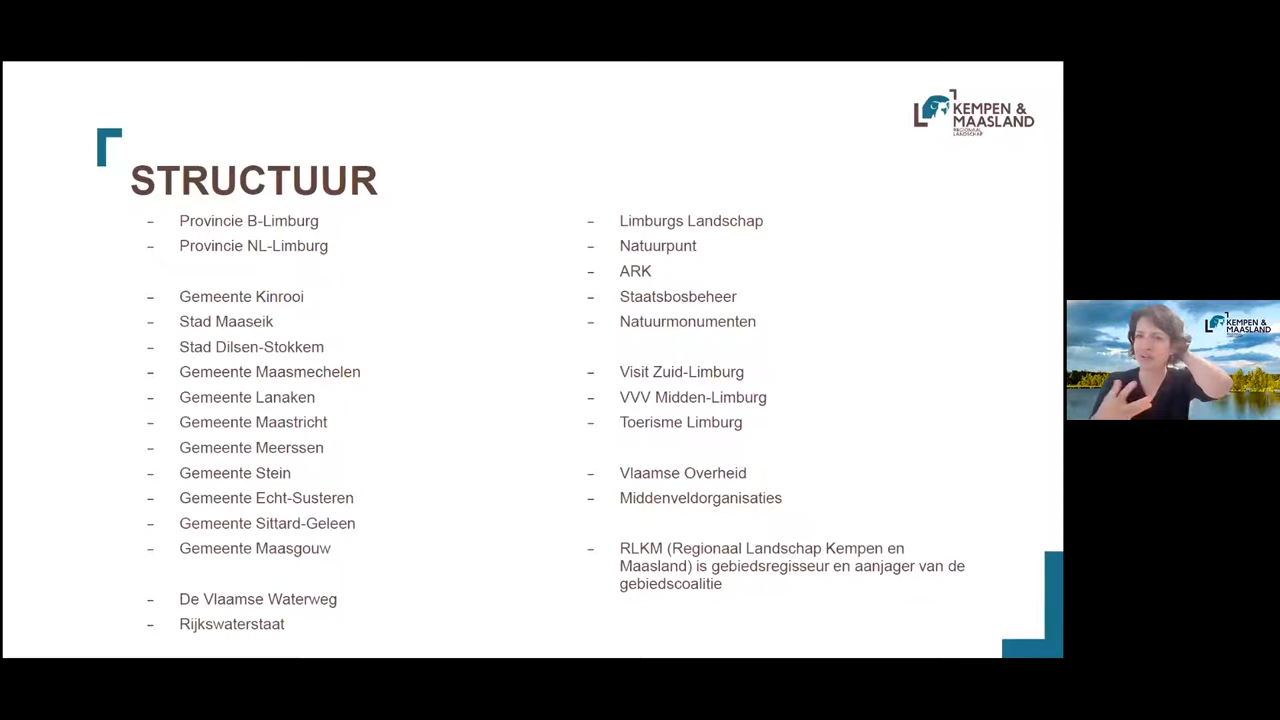 KEMPEN &
MAASLAND
REGIONAAL
LANDSCHAP
STRUCTUUR
- Provincie B-Limburg
- Provincie NL-Limburg
- Gemeente Kinrooi
- Stad Maaseik
- Stad Dilsen-Stokkem
- Gemeente Maasmechelen
- Gemeente Lanaken
- Gemeente Maastricht
- Gemeente Meerssen
- Gemeente Stein
- Gemeente Echt-Susteren
- Gemeente Sittard-Geleen
- Gemeente Maasgouw
- De Vlaamse Waterweg
- Rijkswaterstaat
- Limburgs Landschap
- Natuurpunt
- ARK
- Staatsbosbeheer
- Natuurmonumenten
- Visit Zuid-Limburg
- VVV Midden-Limburg
- Toerisme Limburg
- Vlaamse Overheid
- Middenveldorganisaties
- RLKM (Regionaal Landschap Kempen en
Maasland) is gebiedsregisseur en aanjager van de
gebiedscoalitie
KEMPEN &
MAASLAND